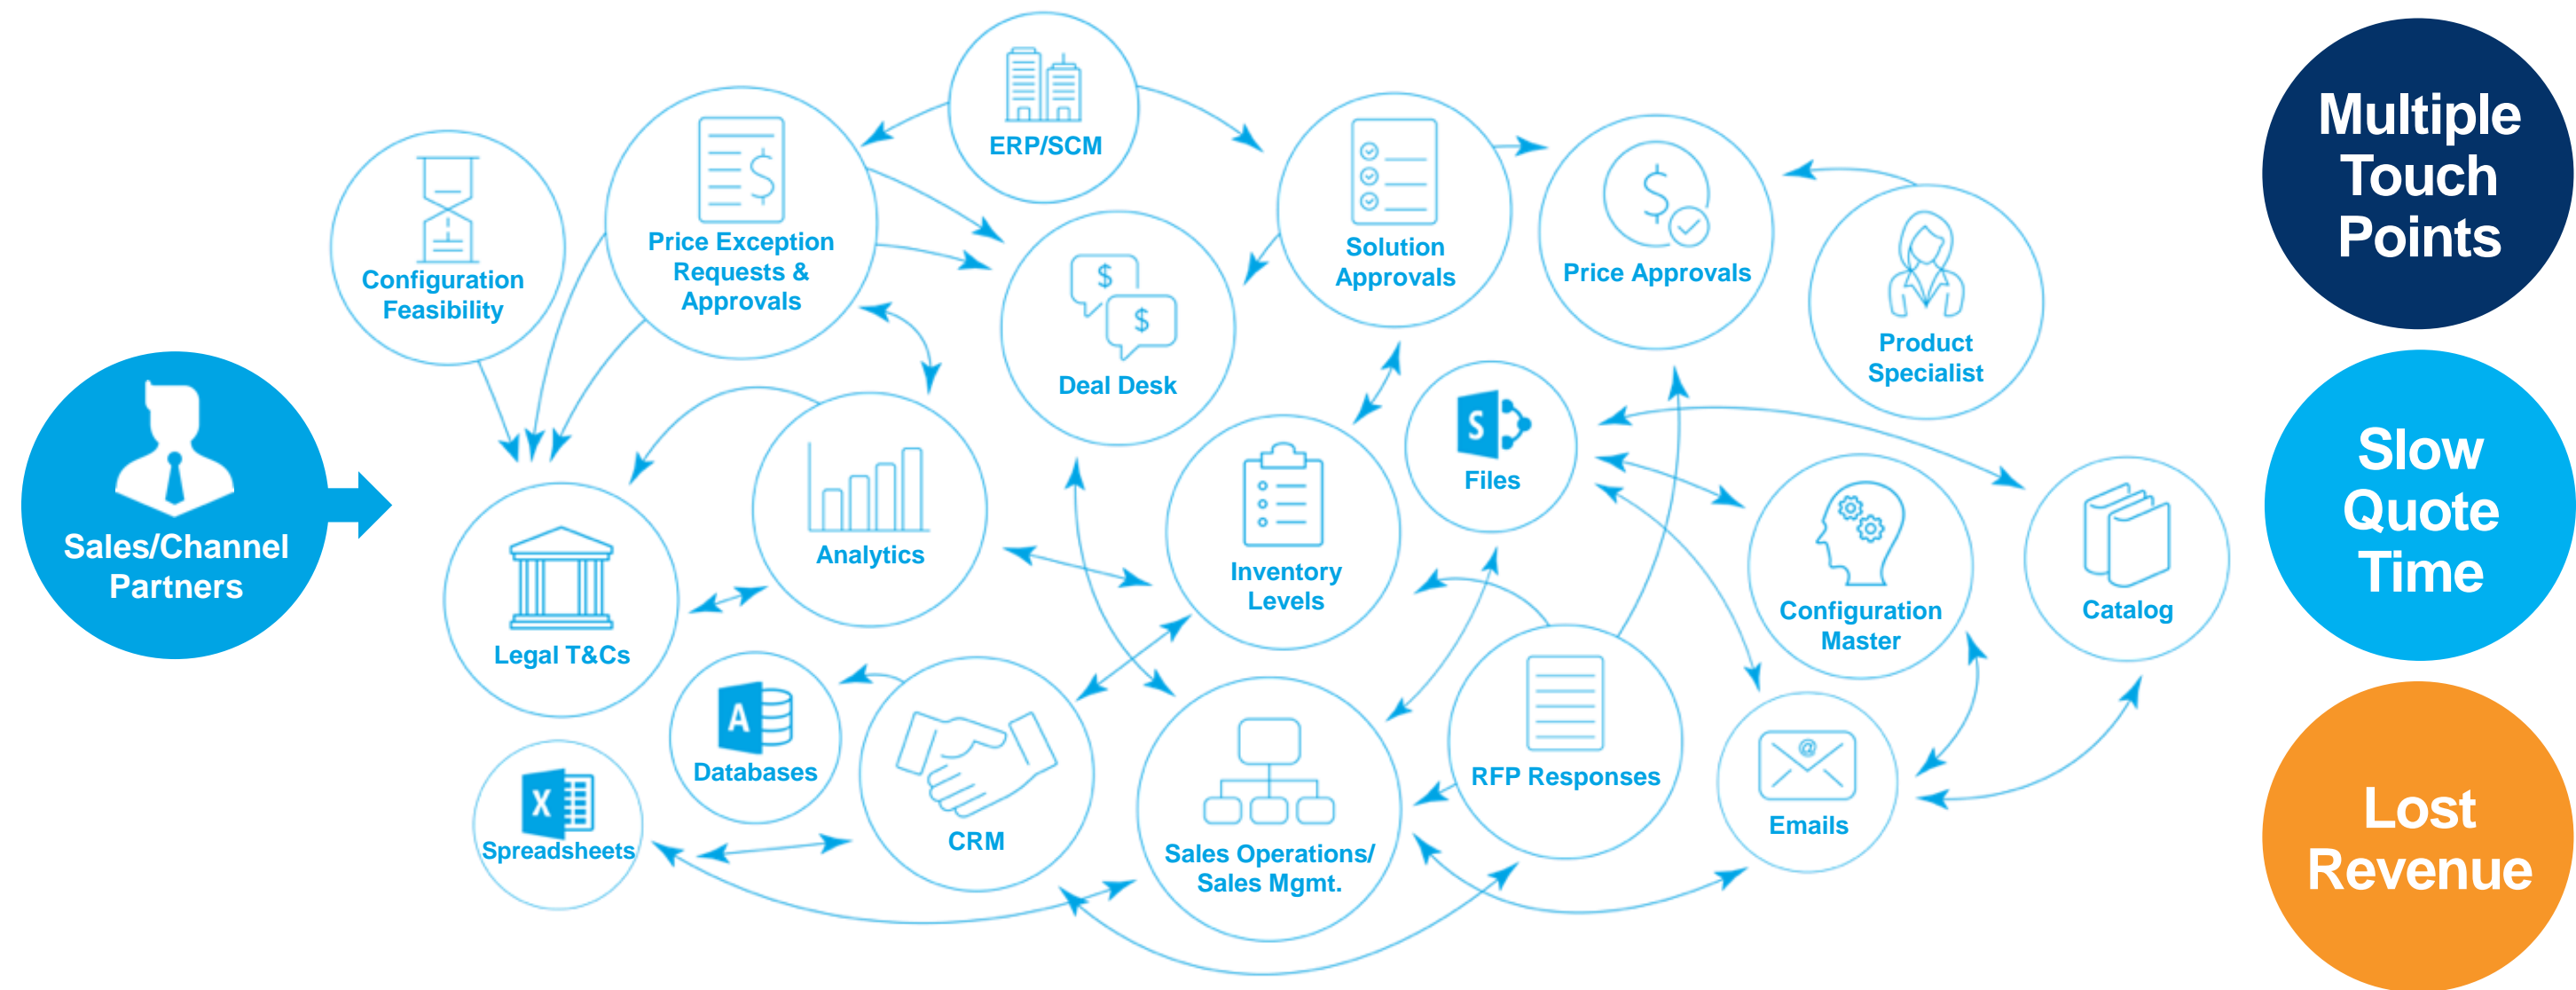 Sales/Channel
Partners
Configuration
Feasibility
Price Exception
Requests &
Approvals
ERP/SCM
$
$
Deal Desk
Solution
Approvals
$
Price Approvals
Product
Specialist
Legal T&Cs
Analytics
Inventory
Levels
S
Files
Configuration
Master
Catalog
X
Spreadsheets
A
Databases
CRM
Sales Operations/
Sales Mgmt.
RFP Responses
@
Emails
$
Multiple
Touch
Points
Slow
Quote
Time
Lost
Revenue